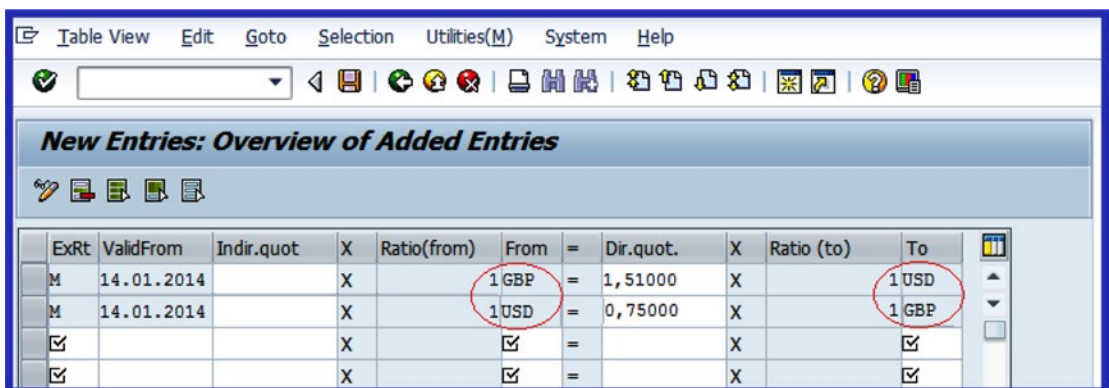 Table View Edit Goto Selection Utilities(M) System Help
New Entries: Overview of Added Entries
ExRt ValidFrom Indir.quot X Ratio(from) From = Dir.quot. X Ratio (to) To
M 14.01.2014 X 1 GBP = 1,51000 X 1 USD
M 14.01.2014 X 1 USD = 0,75000 X 1 GBP
X = X
X = X